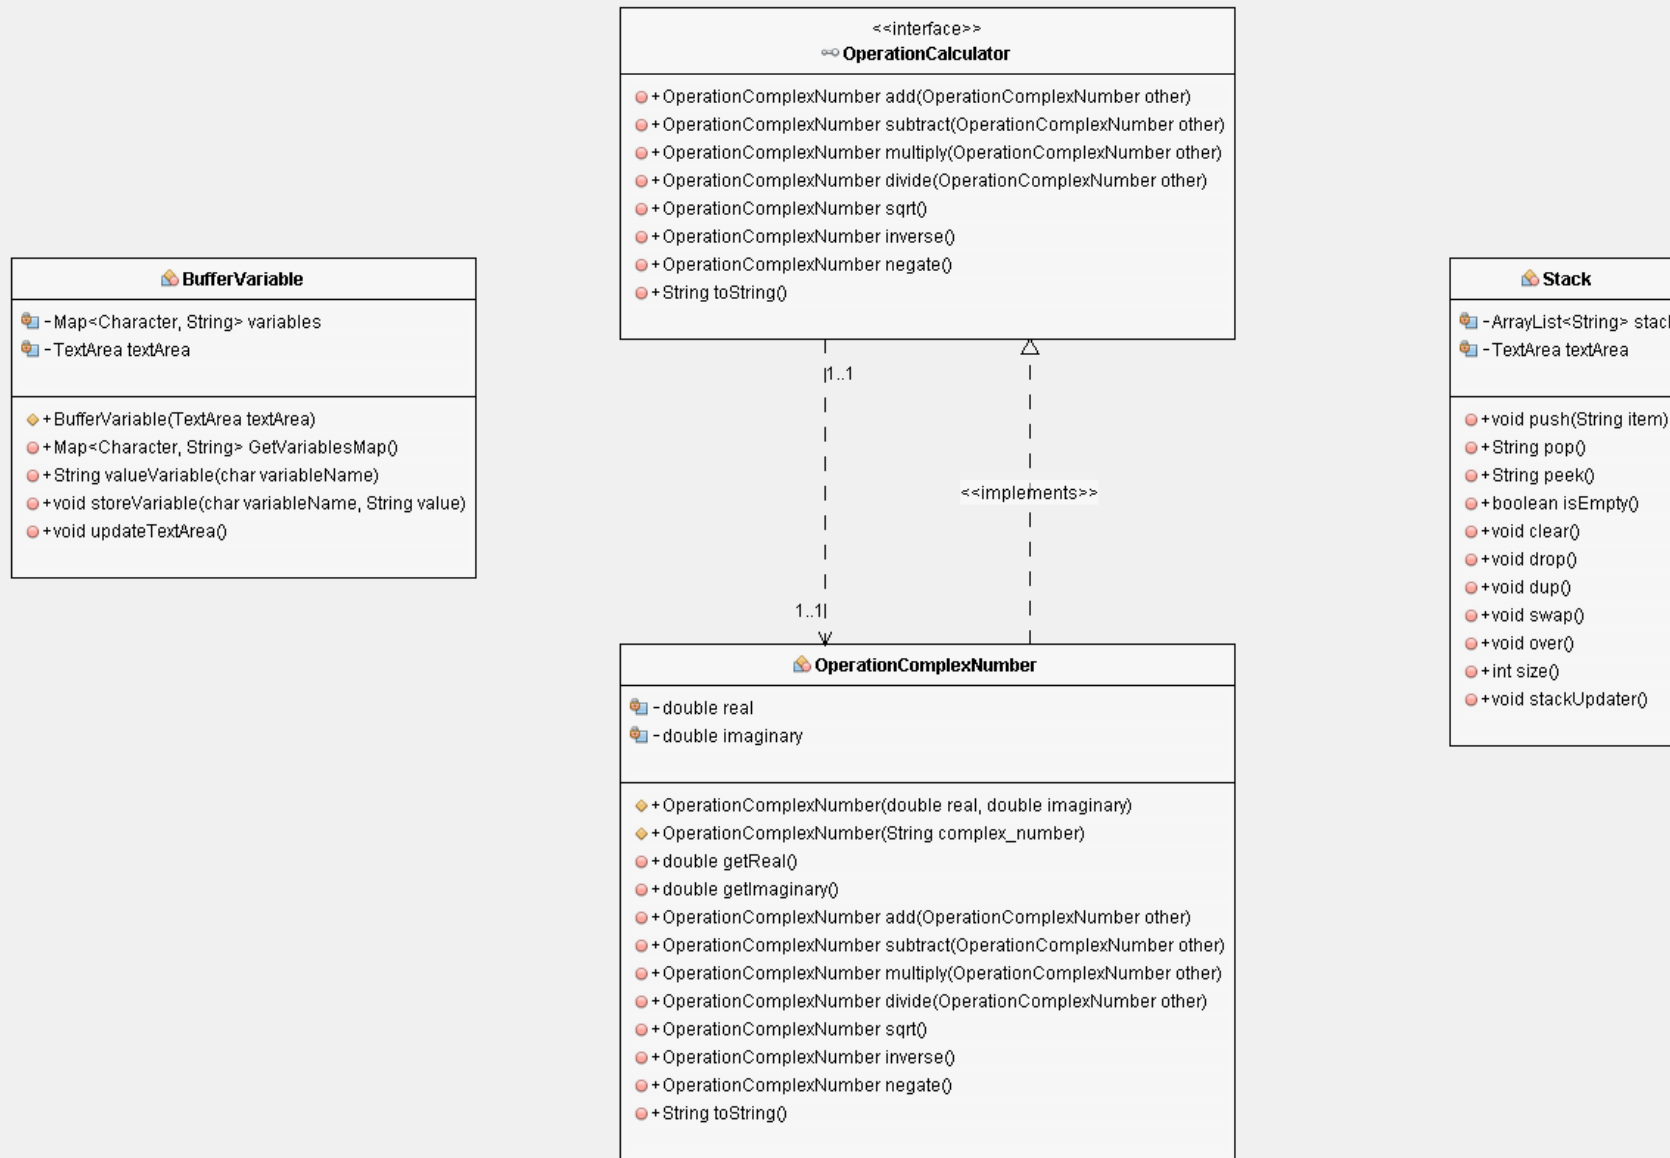 <<interface>>
OperationCalculator
+OperationComplexNumber add(OperationComplexNumber other)
+OperationComplexNumber subtract(OperationComplexNumber other)
+OperationComplexNumber multiply(OperationComplexNumber other)
+OperationComplexNumber divide(OperationComplexNumber other)
+OperationComplexNumber sqrt()
+OperationComplexNumber inverse()
+OperationComplexNumber negate()
+String toString()
BufferVariable
-Map<Character, String> variables
-TextArea textArea
+BufferVariable(TextArea textArea)
+Map<Character, String> GetVariablesMap()
+String valueVariable(char variableName)
+void storeVariable(char variableName, String value)
+void updateTextArea()
1..1
<<implements>>
1..1
OperationComplexNumber
-double real
-double imaginary
+OperationComplexNumber(double real, double imaginary)
+OperationComplexNumber(String complex_number)
+double getReal()
+double getImaginary()
+OperationComplexNumber add(OperationComplexNumber other)
+OperationComplexNumber subtract(OperationComplexNumber other)
+OperationComplexNumber multiply(OperationComplexNumber other)
+OperationComplexNumber divide(OperationComplexNumber other)
+OperationComplexNumber sqrt()
+OperationComplexNumber inverse()
+OperationComplexNumber negate()
+String toString()
Stack
-ArrayList<String>
-TextArea textArea
+void push(String item)
+String pop()
+String peek()
+boolean isEmpty()
+void clear()
+void drop()
+void dup()
+void swap()
+void over()
+int size()
+void stackUpdater()